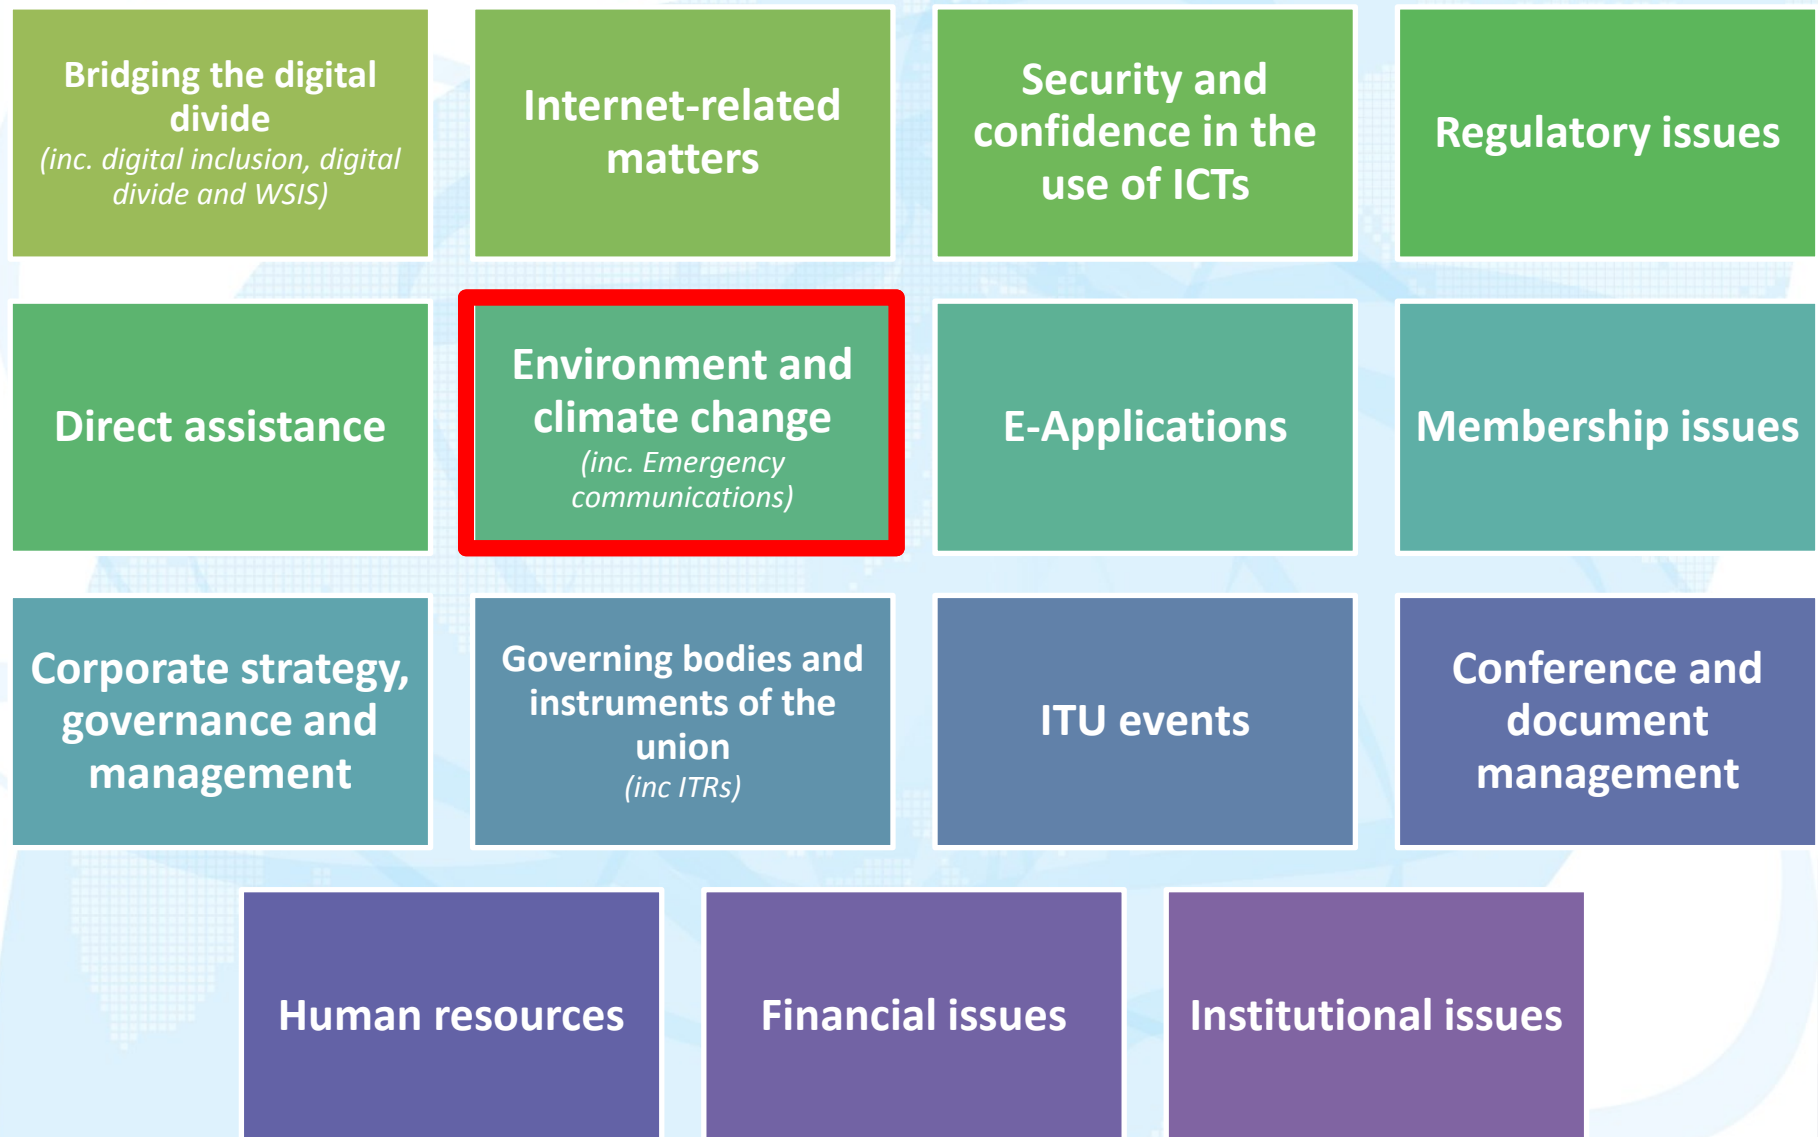 Bridging the digital
divide
(inc. digital inclusion, digital
divide and WSIS)
Internet-related
matters
Security and
confidence in the
use of ICTs
Regulatory issues
Direct assistance
Environment and
climate change
(inc. Emergency
communications)
E-Applications
Membership issues
Corporate strategy,
governance and
management
Governing bodies and
instruments of the
union
(inc ITRs)
ITU events
Conference and
document
management
Human resources
Financial issues
Institutional issues